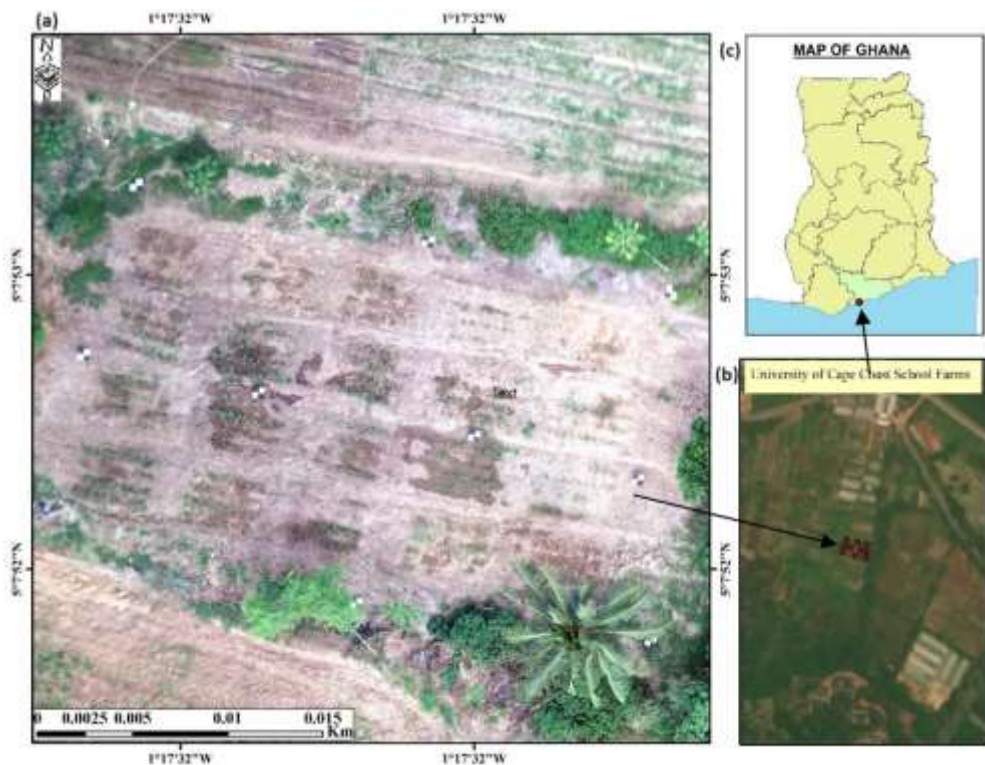 (a)
1°17'32"W 1°17'32"W
N
5°7'53"N 5°7'53"N
Text
5°7'52"N 5°7'52"N
0 0.0025 0.005 0.01 0.015
Km
1°17'32"W 1°17'32"W
(c)
MAP OF GHANA
(b)
University of Cape Coast School Farms